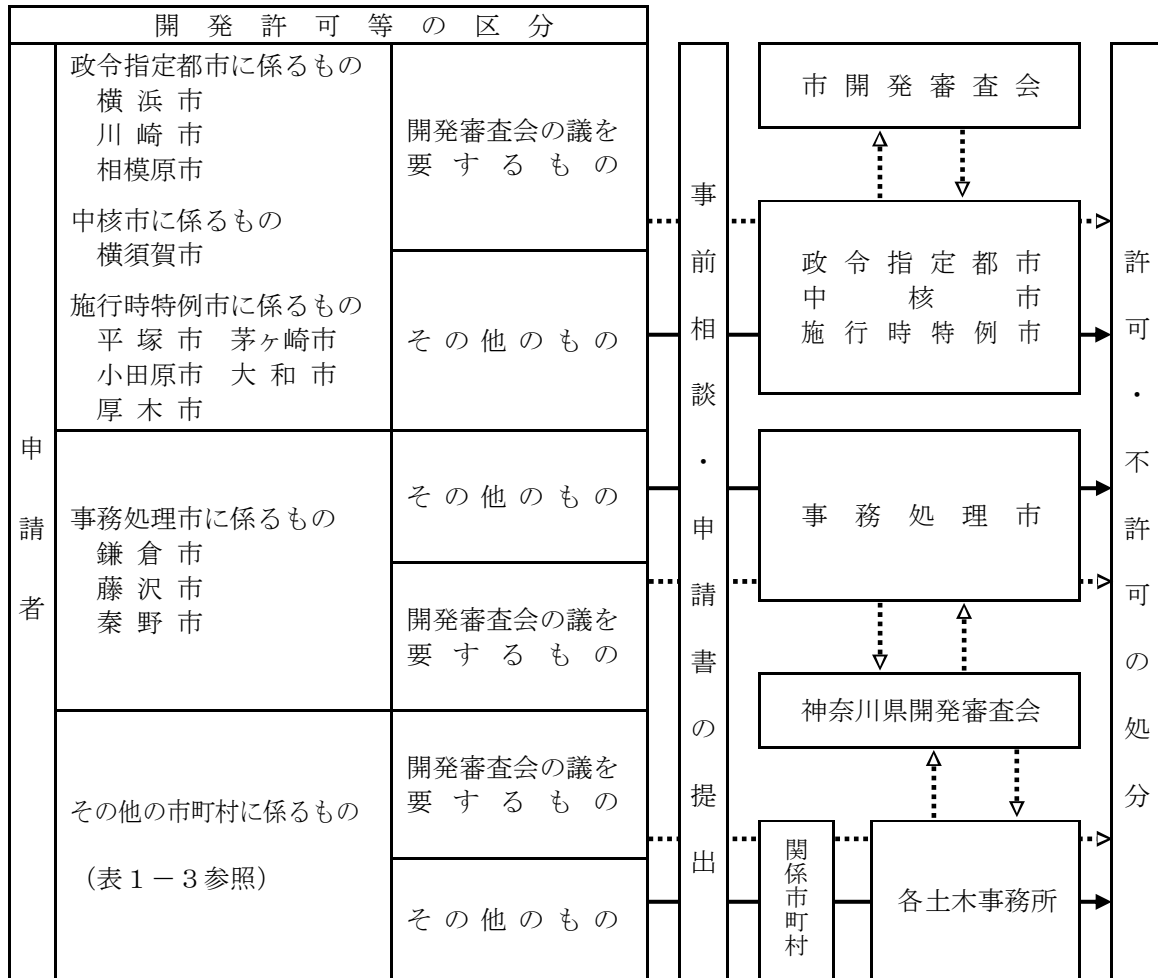 開発許可等の区分
申請者
政令指定都市に係るもの
横浜市
川崎市
相模原市
中核市に係るもの
横須賀市
施行時特例市に係るもの
平塚市　茅ヶ崎市
小田原市　大和市
厚木市
開発審査会の議を
要するもの
その他のもの
事務処理市に係るもの
鎌倉市
藤沢市
秦野市
その他のもの
開発審査会の議を
要するもの
その他の市町村に係るもの
（表１－３参照）
開発審査会の議を
要するもの
その他のもの
事前相談・申請書の提出
市開発審査会
政令指定都市
中核市
施行時特例市
事務処理市
神奈川県開発審査会
関係市町村
各土木事務所
許可・不許可の処分